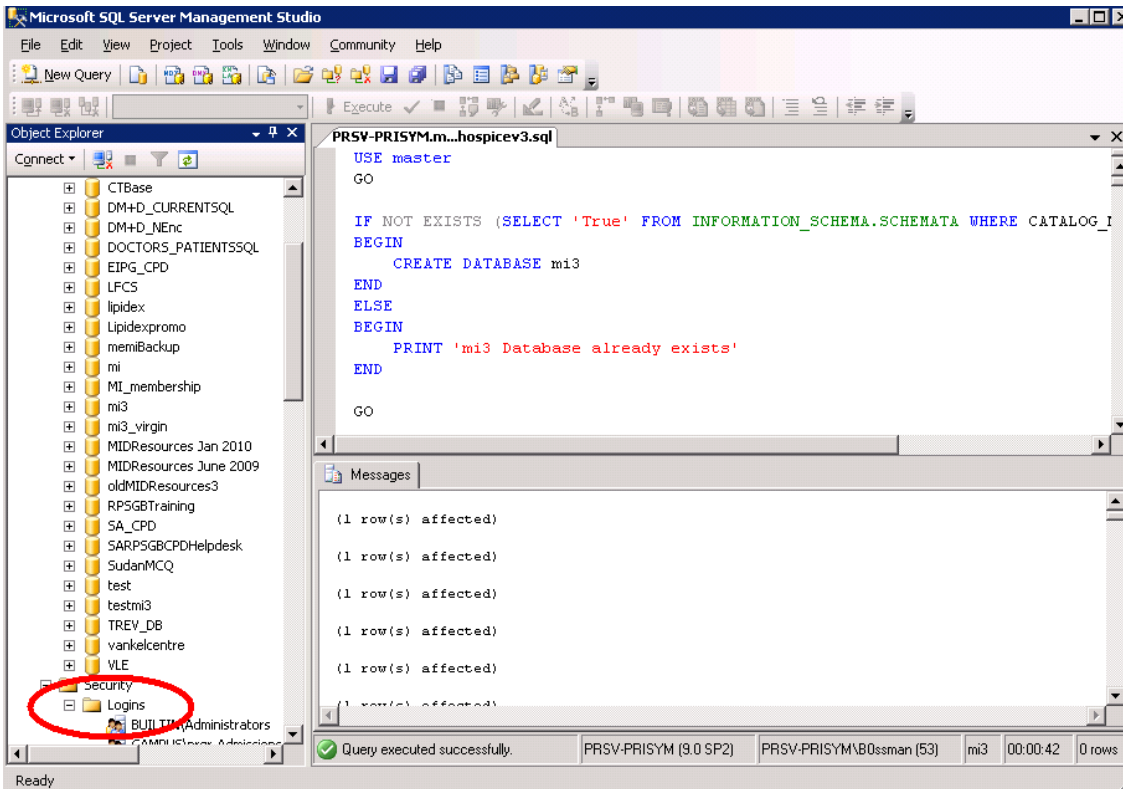 Microsoft SQL Server Management Studio
File Edit View Project Tools Window Community Help
New Query
Execute
Object Explorer
Connect
CTBase
DM+D_CURRENTSQL
DM+D_NEnc
DOCTORS_PATIENTSSQL
EIPG_CPD
LFCS
lipidex
Lipidexpromo
memiBackup
mi
MI_membership
mi3
mi3_virgin
MIDResources Jan 2010
MIDResources June 2009
oldMIDResources3
RPSGBTraining
SA_CPD
SARPSGBCPDHelpdesk
SudanMCQ
test
testmi3
TREV_DB
vankelcentre
VLE
Security
Logins
BUILTIN\Administrators
PRSV-PRISYM.m...hospicev3.sql
USE master
GO
IF NOT EXISTS (SELECT 'True' FROM INFORMATION_SCHEMA.SCHEMATA WHERE CATALOG_
BEGIN
CREATE DATABASE mi3
END
ELSE
BEGIN
PRINT 'mi3 Database already exists'
END
GO
Messages
(1 row(s) affected)
(1 row(s) affected)
(1 row(s) affected)
(1 row(s) affected)
(1 row(s) affected)
(1 row(s) affected)
Query executed successfully. PRSV-PRISYM (9.0 SP2) PRSV-PRISYM\B0ssman (53) mi3 00:00:42 0 rows
Ready